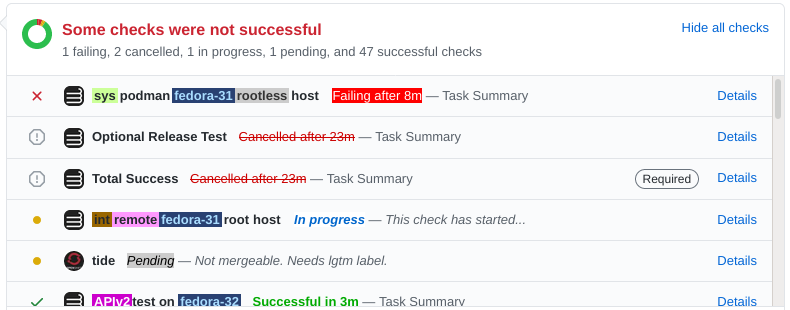 Some checks were not successful
Hide all checks
1 failing, 2 cancelled, 1 in progress, 1 pending, and 47 successful checks
sys podman fedora-31 rootless host Failing after 8m — Task Summary Details
Optional Release Test Cancelled after 23m — Task Summary Details
Total Success Cancelled after 23m — Task Summary Required Details
int remote fedora-31 root host In progress — This check has started... Details
tide Pending — Not mergeable. Needs lgtm label. Details
APIv2 test on fedora-32 Successful in 3m — Task Summary Details